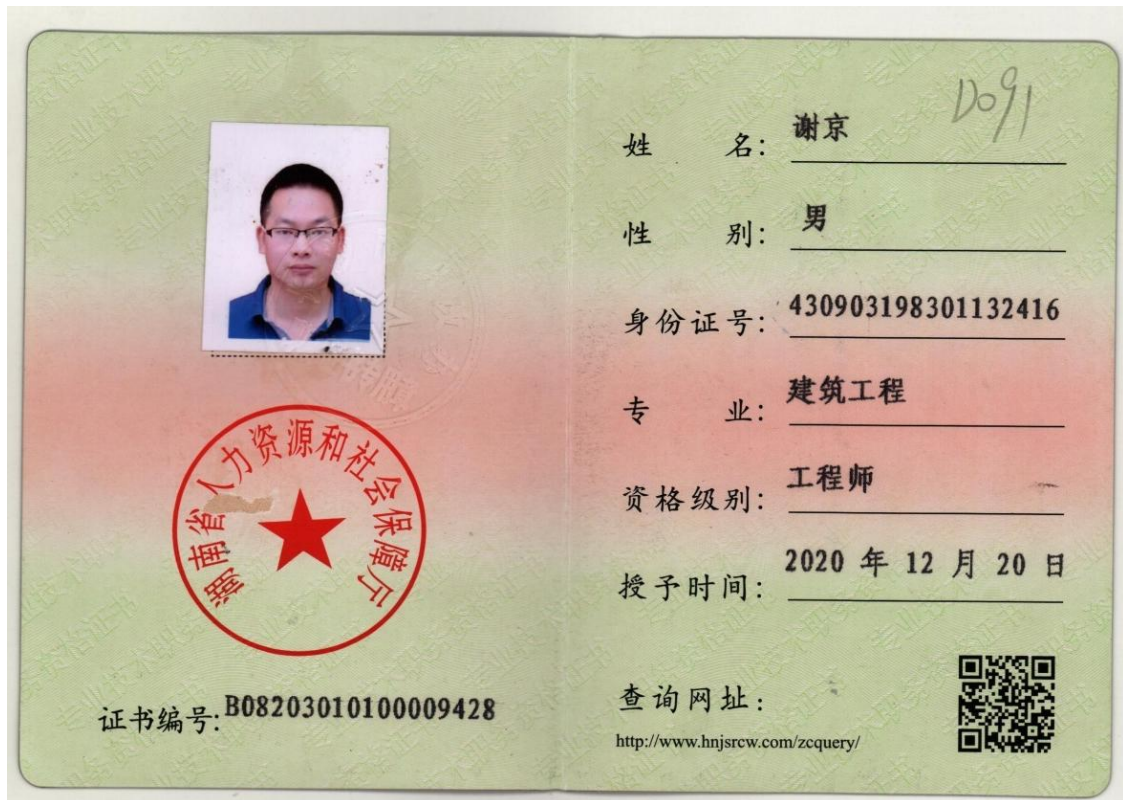 湖南省人力资源和社会保障厅
证书编号: B08203010100009428
D091
姓 名: 谢京
性 别: 男
身份证号: 430903198301132416
专 业: 建筑工程
资格级别: 工程师
授予时间: 2020 年 12 月 20 日
查询网址:
http://www.hnjsrcw.com/zcquery/